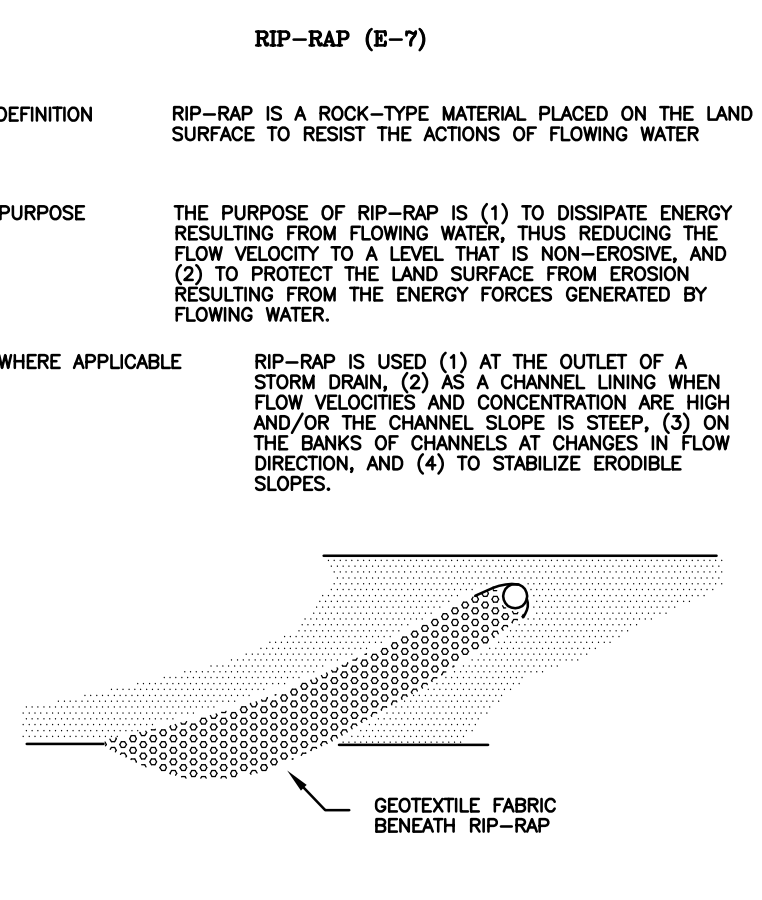 RIP-RAP (E-7)
DEFINITION RIP-RAP IS A ROCK-TYPE MATERIAL PLACED ON THE LAND
SURFACE TO RESIST THE ACTIONS OF FLOWING WATER
PURPOSE THE PURPOSE OF RIP-RAP IS (1) TO DISSIPATE ENERGY
RESULTING FROM FLOWING WATER, THUS REDUCING THE
FLOW VELOCITY TO A LEVEL THAT IS NON-EROSIVE, AND
(2) TO PROTECT THE LAND SURFACE FROM EROSION
RESULTING FROM THE ENERGY FORCES GENERATED BY
FLOWING WATER.
WHERE APPLICABLE RIP-RAP IS USED (1) AT THE OUTLET OF A
STORM DRAIN, (2) AS A CHANNEL LINING WHEN
FLOW VELOCITIES AND CONCENTRATION ARE HIGH
AND/OR THE CHANNEL SLOPE IS STEEP, (3) ON
THE BANKS OF CHANNELS AT CHANGES IN FLOW
DIRECTION, AND (4) TO STABILIZE ERODIBLE
SLOPES.
GEOTEXTILE FABRIC
BENEATH RIP-RAP